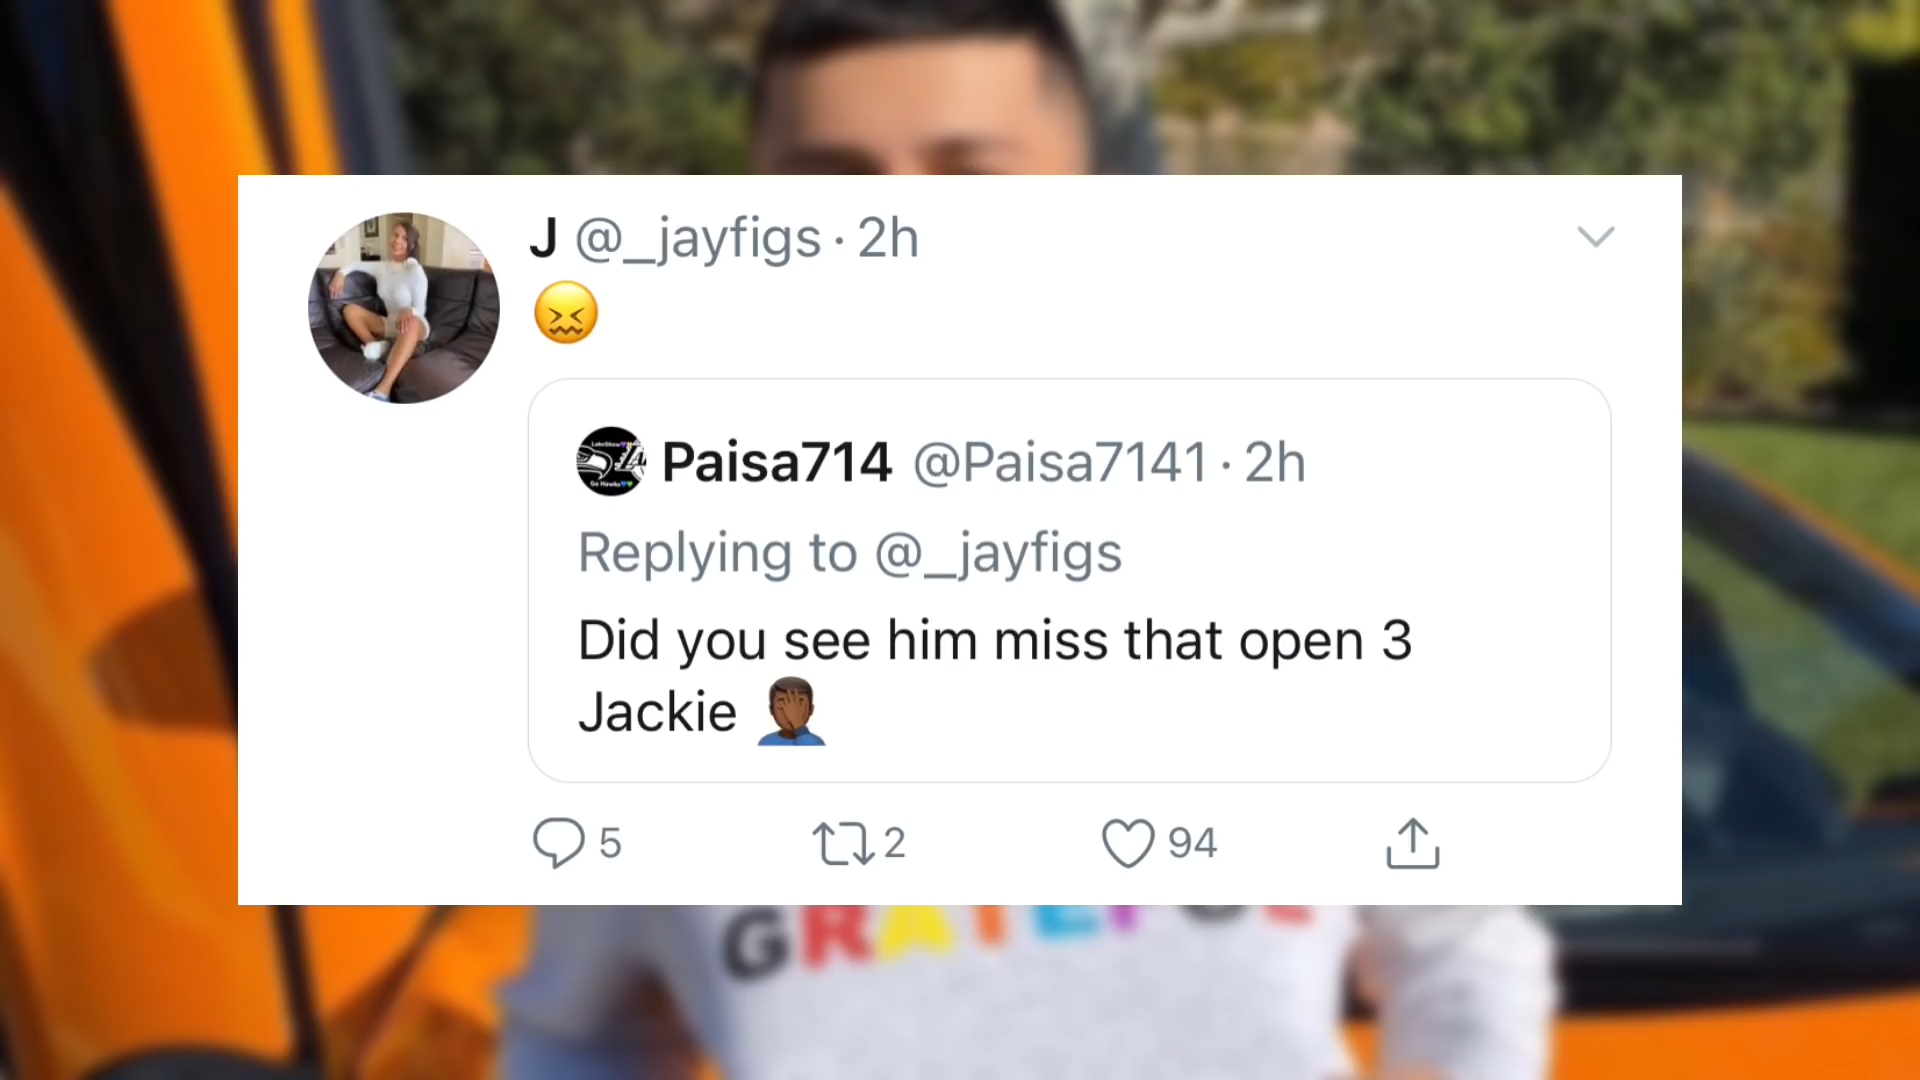 J @_jayfigs · 2h
😖
Paisa714 @Paisa7141 · 2h
Replying to @_jayfigs
Did you see him miss that open 3
Jackie 🤦🏾‍♂️
5 2 94